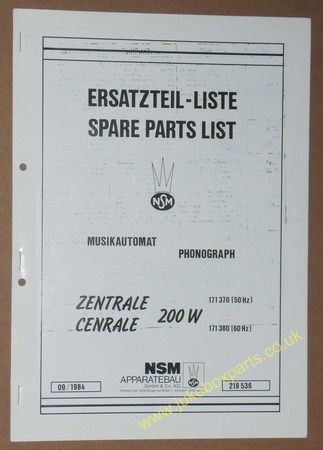 ERSATZTEIL-LISTE
SPARE PARTS LIST
NSM
MUSIKAUTOMAT
PHONOGRAPH
ZENTRALE
CENRALE
200 W
171 370 (50 Hz)
171 380 (60 Hz)
NSM
APPARATEBAU
GmbH & Co. KG
09 / 1984
218 536
www.jukeboxparts.co.uk